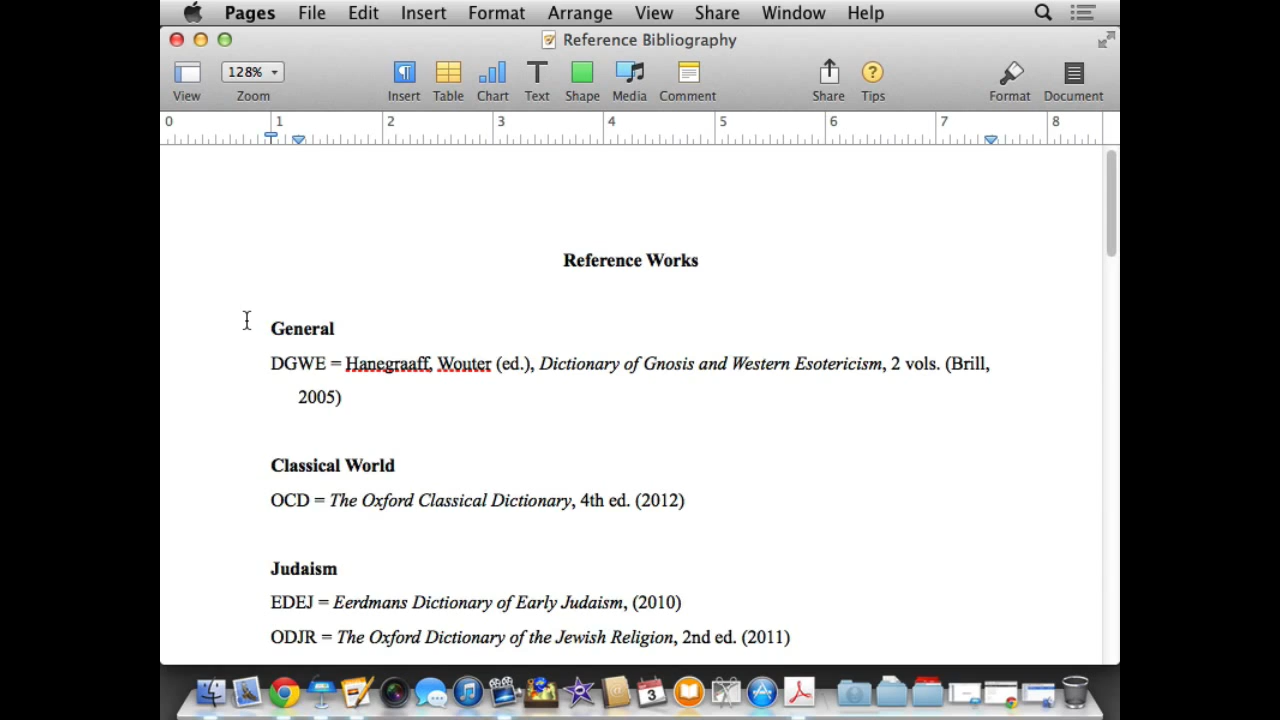 Pages File Edit Insert Format Arrange View Share Window Help
Reference Bibliography
128%
View Zoom Insert Table Chart Text Shape Media Comment Share Tips Format Document
0 1 2 3 4 5 6 7 8
Reference Works
General
DGWE = Hanegraaff, Wouter (ed.), Dictionary of Gnosis and Western Esotericism, 2 vols. (Brill,
2005)
Classical World
OCD = The Oxford Classical Dictionary, 4th ed. (2012)
Judaism
EDEJ = Eerdmans Dictionary of Early Judaism, (2010)
ODJR = The Oxford Dictionary of the Jewish Religion, 2nd ed. (2011)
3